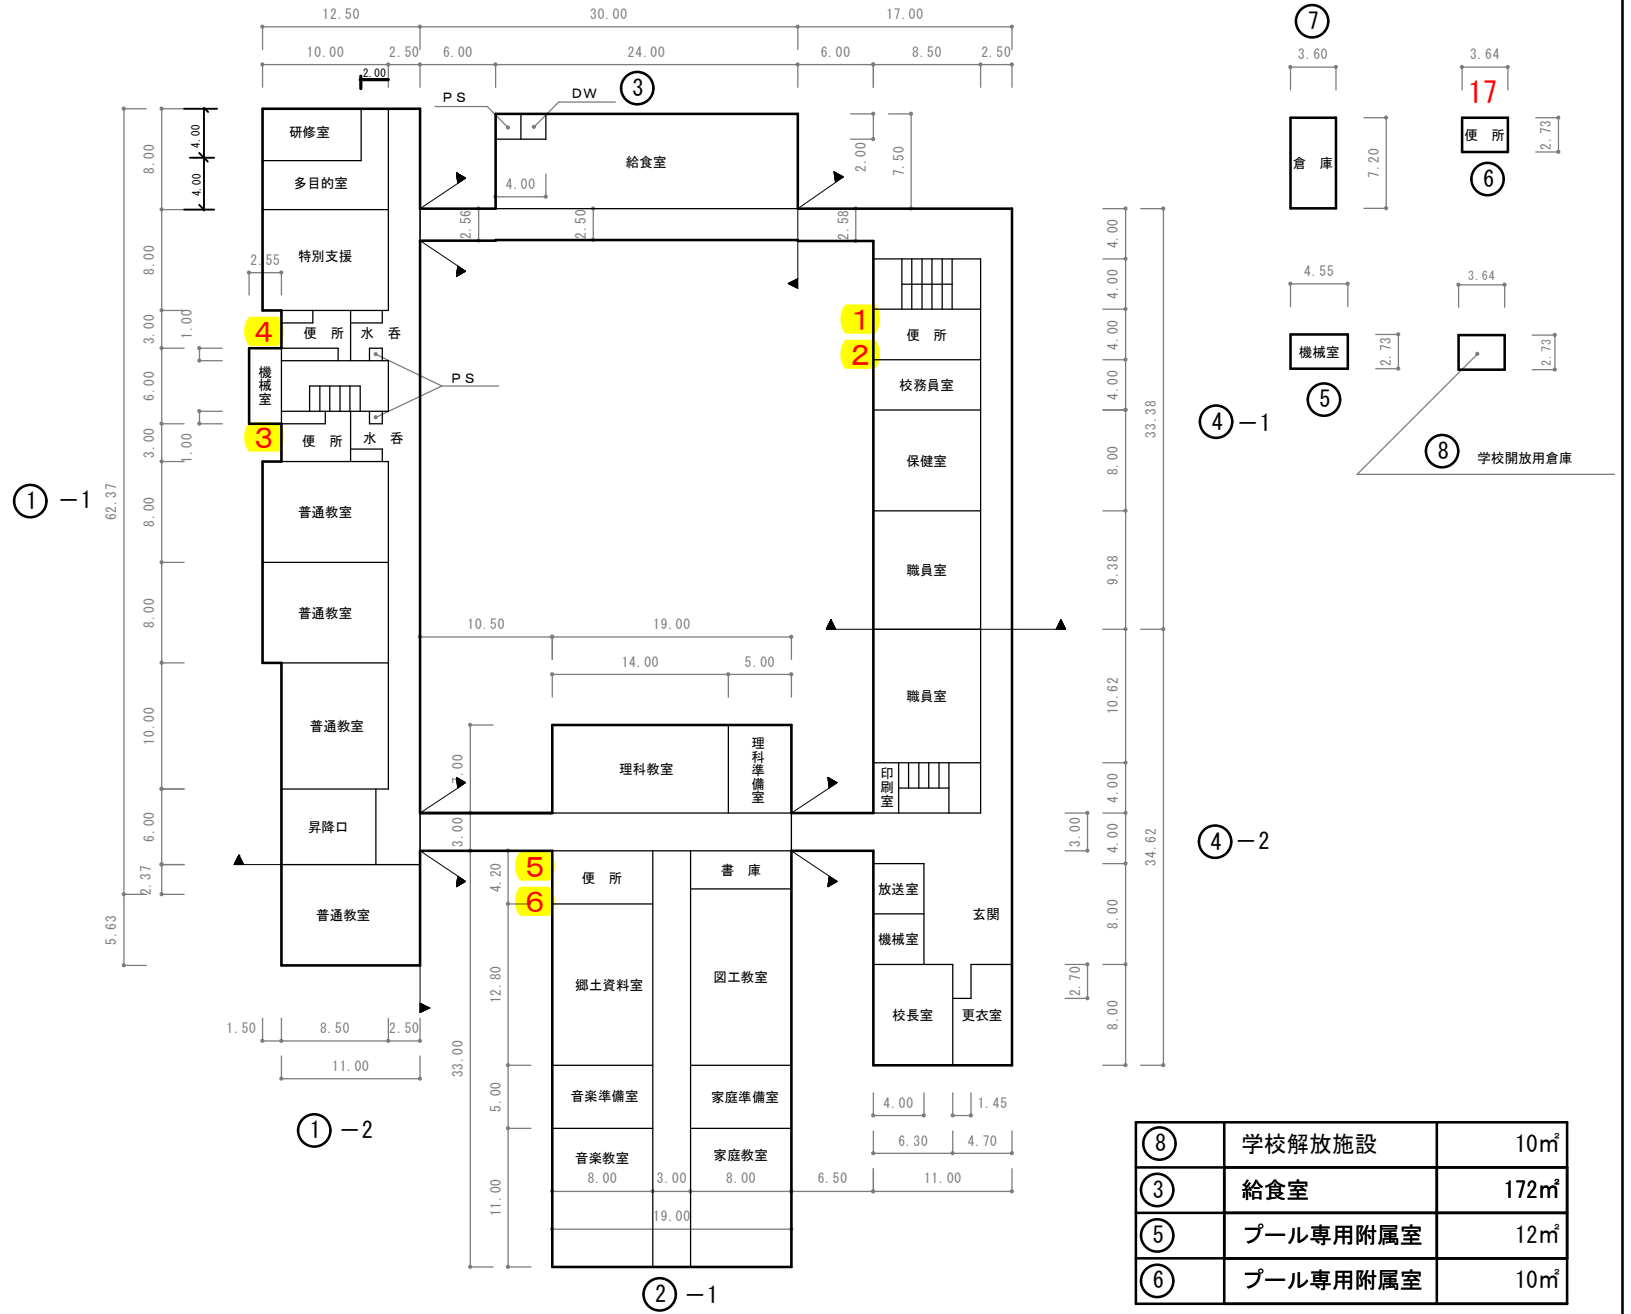 12.50 30.00 17.00
10.00 2.50 6.00 24.00 6.00 8.50 2.50
2.00
⑦
3.60 3.64
17
PS DW ③
研修室
多目的室
給食室
4.00
4.00
4.00
8.00
2.00
7.50
倉 庫
7.20
便 所
2.73
⑥
2.56
2.50
2.58
特別支援
2.55
8.00
4.00
4.00
4.55 3.64
3.00
1.00
4
便 所 水 呑
1
2
便 所
4.00
機械室
2.73
⑤
2.73
機械室
6.00
PS
校務員室
4.00
3
便 所 水 呑
3.00
1.00
保健室
8.00
33.38
④-1
⑧ 学校開放用倉庫
①-1
62.37
普通教室
8.00
職員室
9.38
普通教室
8.00
10.50 19.00
14.00 5.00
職員室
10.62
普通教室
10.00
理科教室
理科準備室
7.00
印刷室
4.00
昇降口
6.00
3.00
3.00
4.00
34.62
④-2
2.37
5
便 所
6
4.20
書 庫
放送室
玄関
普通教室
5.63
機械室
8.00
郷土資料室
12.80
図工教室
校長室
更衣室
2.70
8.00
1.50 8.50 2.50
11.00
33.00
①-2
音楽準備室
5.00
家庭準備室
4.00 1.45
6.30 4.70
音楽教室
家庭教室
11.00
8.00 3.00 8.00 6.50 11.00
19.00
②-1
⑧ 学校解放施設 10㎡
③ 給食室 172㎡
⑤ プール専用附属室 12㎡
⑥ プール専用附属室 10㎡